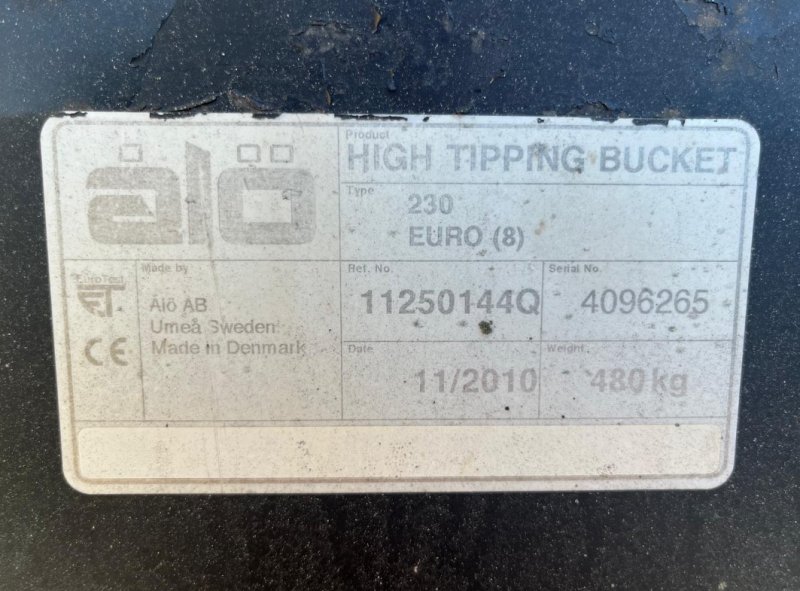 ålö
Product
HIGH TIPPING BUCKET
Type
230
EURO (8)
EuroTest
Made by
Ålö AB
Umeå Sweden
Made in Denmark
CE
Ref. No.
11250144Q
Serial No.
4096265
Date
11/2010
Weight
480 kg